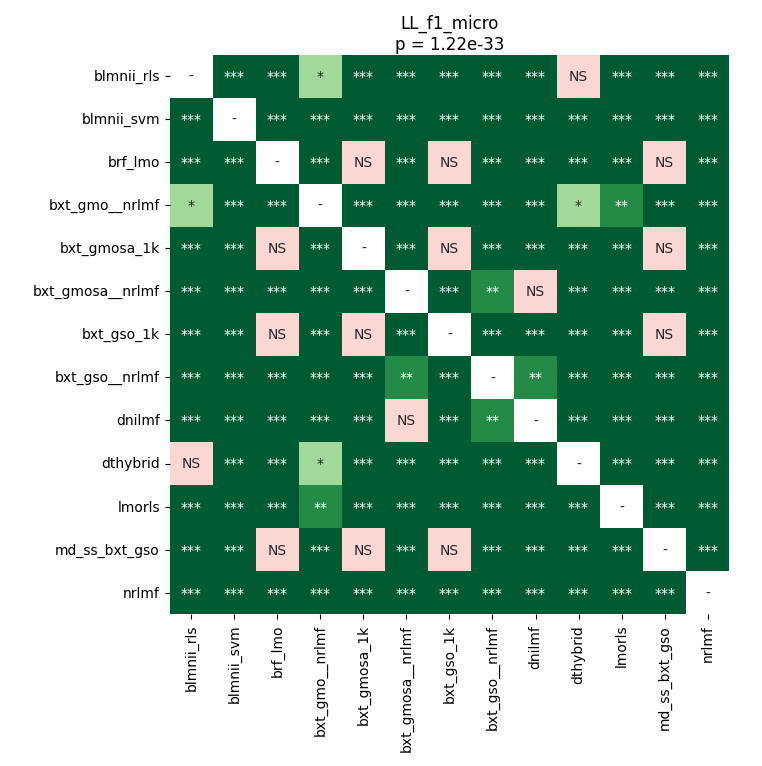 LL_f1_micro
p = 1.22e-33
blmnii_rls - *** *** * *** *** *** *** *** NS *** *** ***
blmnii_svm *** - *** *** *** *** *** *** *** *** *** *** ***
brf_lmo *** *** - *** NS *** NS *** *** *** *** NS ***
bxt_gmo__nrlmf * *** *** - *** *** *** *** *** * ** *** ***
bxt_gmosa_1k *** *** NS *** - *** NS *** *** *** *** NS ***
bxt_gmosa__nrlmf *** *** *** *** *** - *** ** NS *** *** *** ***
bxt_gso_1k *** *** NS *** NS *** - *** *** *** *** NS ***
bxt_gso__nrlmf *** *** *** *** *** ** *** - ** *** *** *** ***
dnilmf *** *** *** *** *** NS *** ** - *** *** *** ***
dthybrid NS *** *** * *** *** *** *** *** - *** *** ***
lmorls *** *** *** ** *** *** *** *** *** *** - *** ***
md_ss_bxt_gso *** *** NS *** NS *** NS *** *** *** *** - ***
nrlmf *** *** *** *** *** *** *** *** *** *** *** *** -
blmnii_rls
blmnii_svm
brf_lmo
bxt_gmo__nrlmf
bxt_gmosa_1k
bxt_gmosa__nrlmf
bxt_gso_1k
bxt_gso__nrlmf
dnilmf
dthybrid
lmorls
md_ss_bxt_gso
nrlmf